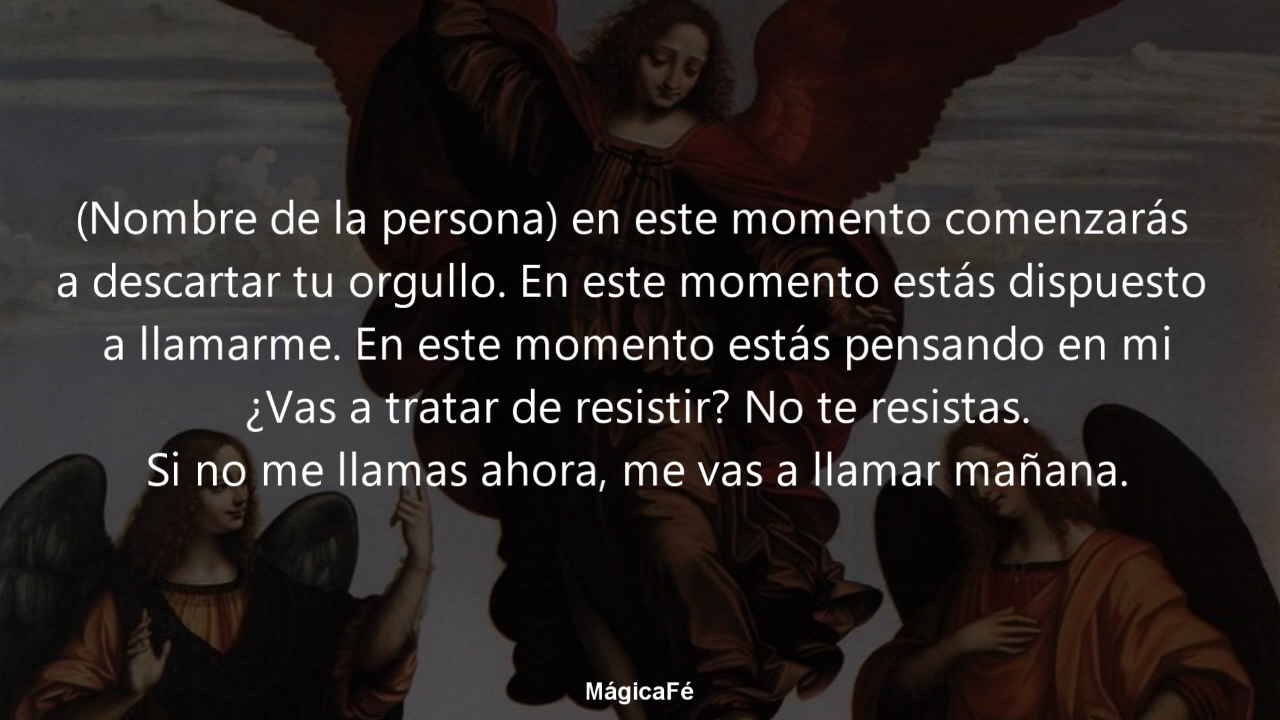 (Nombre de la persona) en este momento comenzarás
a descartar tu orgullo. En este momento estás dispuesto
a llamarme. En este momento estás pensando en mi
¿Vas a tratar de resistir? No te resistas.
Si no me llamas ahora, me vas a llamar mañana.
MágicaFé